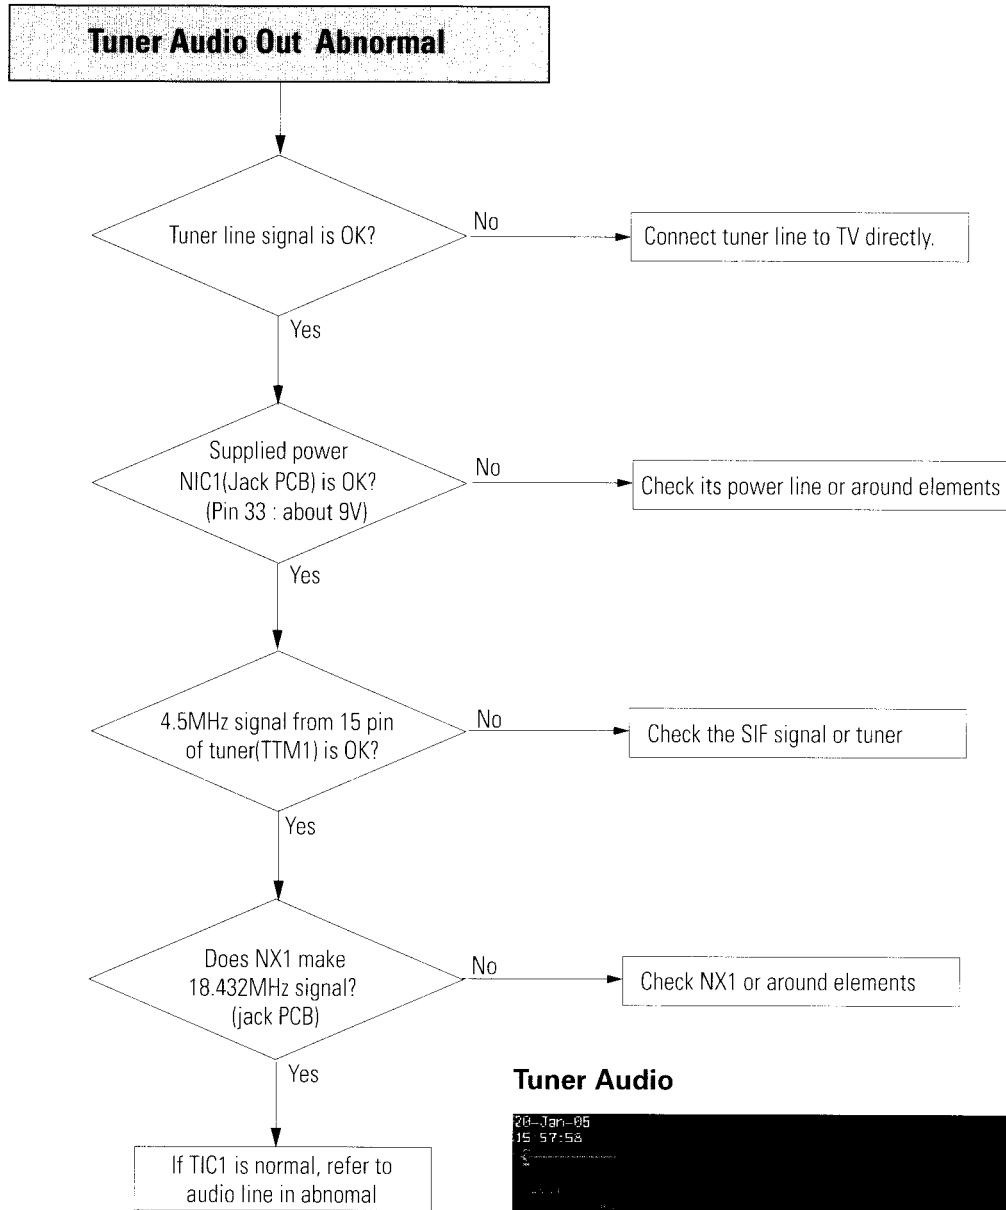 Tuner Audio Out Abnormal
Tuner line signal is OK?
No
Connect tuner line to TV directly.
Yes
Supplied power
NIC1(Jack PCB) is OK?
(Pin 33 : about 9V)
No
Check its power line or around elements
Yes
4.5MHz signal from 15 pin
of tuner(TTM1) is OK?
No
Check the SIF signal or tuner
Yes
Does NX1 make
18.432MHz signal?
(jack PCB)
No
Check NX1 or around elements
Yes
If TIC1 is normal, refer to
audio line in abnomal
Tuner Audio
20-Jan-05
15:57:58